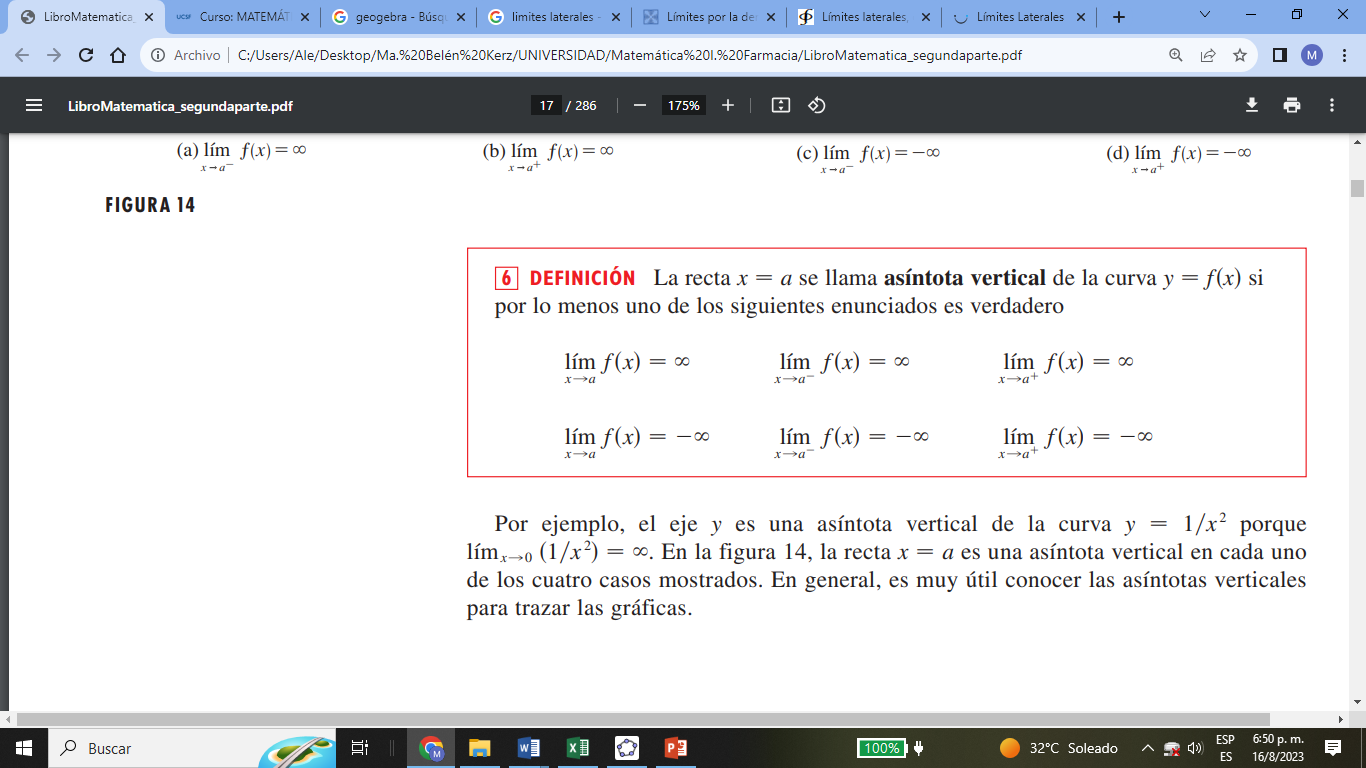 LibroMatematica_
Curso: MATEMÁT
geogebra - Búsq
limites laterales -
Límites por la de
Límites laterales,
Límites Laterales
Archivo C:/Users/Ale/Desktop/Ma.%20Belén%20Kerz/UNIVERSIDAD/Matemática%20I.%20Farmacia/LibroMatematica_segundaparte.pdf
M
LibroMatematica_segundaparte.pdf 17 / 286 175%
(a) lím x→a⁻ f(x) = ∞ (b) lím x→a⁺ f(x) = ∞ (c) lím x→a⁻ f(x) = −∞ (d) lím x→a⁺ f(x) = −∞
FIGURA 14
6 DEFINICIÓN La recta x = a se llama asíntota vertical de la curva y = f(x) si
por lo menos uno de los siguientes enunciados es verdadero
lím x→a f(x) = ∞ lím x→a⁻ f(x) = ∞ lím x→a⁺ f(x) = ∞
lím x→a f(x) = −∞ lím x→a⁻ f(x) = −∞ lím x→a⁺ f(x) = −∞
Por ejemplo, el eje y es una asíntota vertical de la curva y = 1/x² porque
límx→0 (1/x²) = ∞. En la figura 14, la recta x = a es una asíntota vertical en cada uno
de los cuatro casos mostrados. En general, es muy útil conocer las asíntotas verticales
para trazar las gráficas.
Buscar
100%
32°C Soleado
ESP
ES
6:50 p. m.
16/8/2023